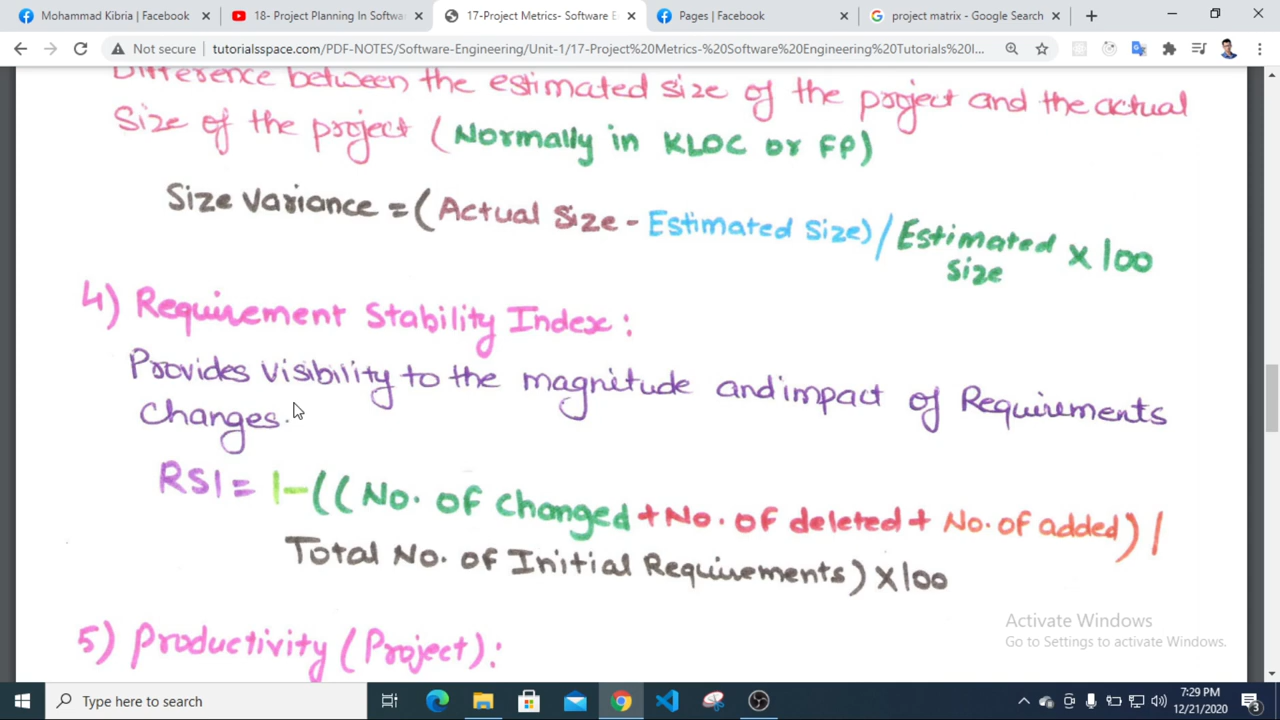 Mohammad Kibria | Facebook
18- Project Planning In Softwa
17-Project Metrics- Software E
Pages | Facebook
project matrix - Google Search
Not secure
tutorialsspace.com/PDF-NOTES/Software-Engineering/Unit-1/17-Project%20Metrics-%20Software%20Engineering%20Tutorials%20I...
Difference between the estimated size of the project and the actual
Size of the project (Normally in KLOC or FP)
Size Variance = (Actual Size - Estimated Size) / Estimated Size × 100
4) Requirement Stability Index:
Provides visibility to the magnitude and impact of Requirements
Changes.
RSI = 1-((No. of changed + No. of deleted + No. of added) /
Total No. of Initial Requirements) × 100
5) Productivity (Project):
Activate Windows
Go to Settings to activate Windows.
Type here to search
7:29 PM
12/21/2020
3